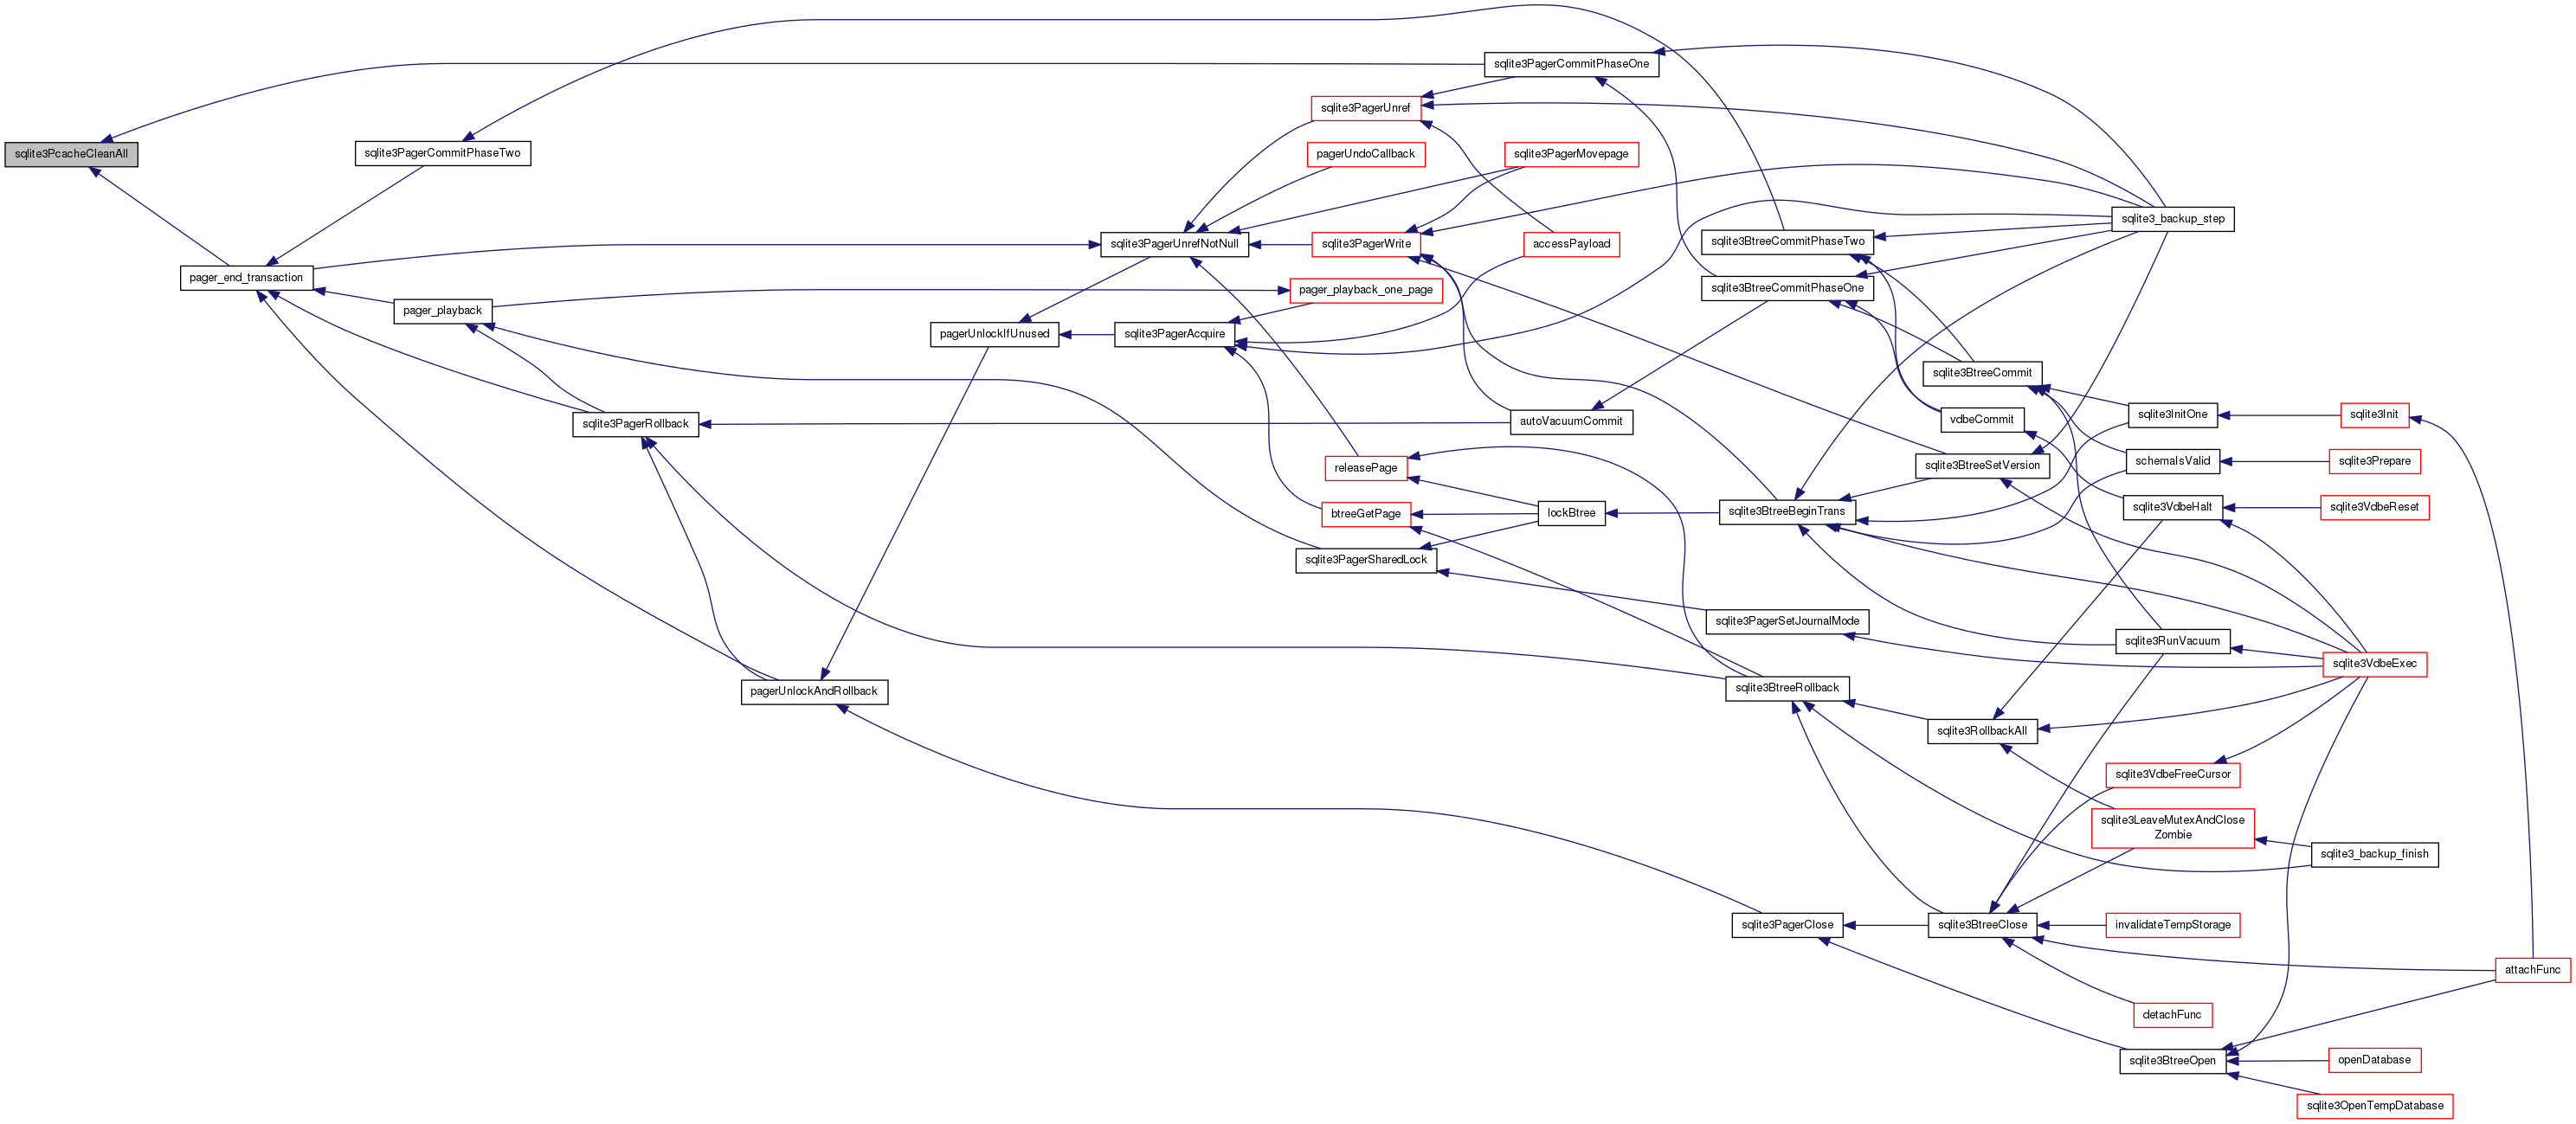 sqlite3PcacheCleanAll
pager_end_transaction
sqlite3PagerCommitPhaseTwo
pager_playback
sqlite3PagerRollback
pagerUnlockAndRollback
pagerUnlockIfUnused
sqlite3PagerUnrefNotNull
sqlite3PagerAcquire
sqlite3PagerCommitPhaseOne
sqlite3PagerUnref
pagerUndoCallback
sqlite3PagerMovepage
sqlite3PagerWrite
accessPayload
pager_playback_one_page
autoVacuumCommit
releasePage
btreeGetPage
lockBtree
sqlite3PagerSharedLock
sqlite3BtreeCommitPhaseTwo
sqlite3BtreeCommitPhaseOne
sqlite3BtreeBeginTrans
sqlite3PagerSetJournalMode
sqlite3BtreeRollback
sqlite3PagerClose
sqlite3BtreeCommit
vdbeCommit
sqlite3BtreeSetVersion
sqlite3RollbackAll
sqlite3BtreeClose
sqlite3_backup_step
sqlite3InitOne
schemaIsValid
sqlite3VdbeHalt
sqlite3RunVacuum
sqlite3VdbeFreeCursor
sqlite3LeaveMutexAndClose
Zombie
invalidateTempStorage
detachFunc
sqlite3BtreeOpen
sqlite3Init
sqlite3Prepare
sqlite3VdbeReset
sqlite3VdbeExec
sqlite3_backup_finish
attachFunc
openDatabase
sqlite3OpenTempDatabase